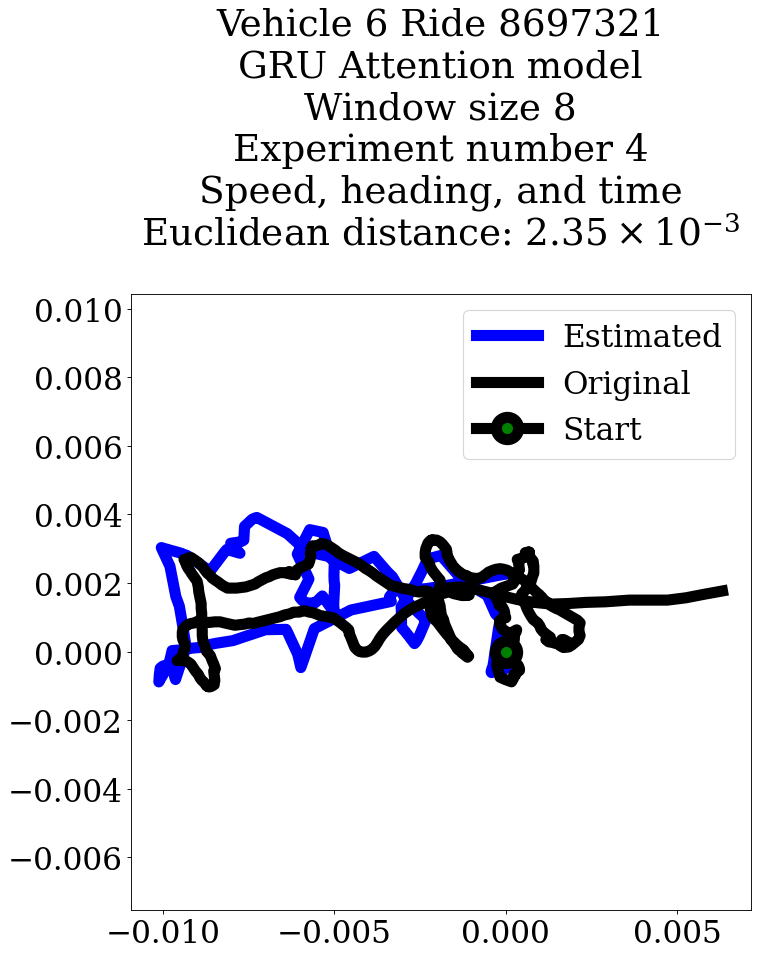 Vehicle 6 Ride 8697321
GRU Attention model
Window size 8
Experiment number 4
Speed, heading, and time
Euclidean distance: 2.35 × 10⁻³
Estimated
Original
Start
0.010
0.008
0.006
0.004
0.002
0.000
−0.002
−0.004
−0.006
−0.010
−0.005
0.000
0.005